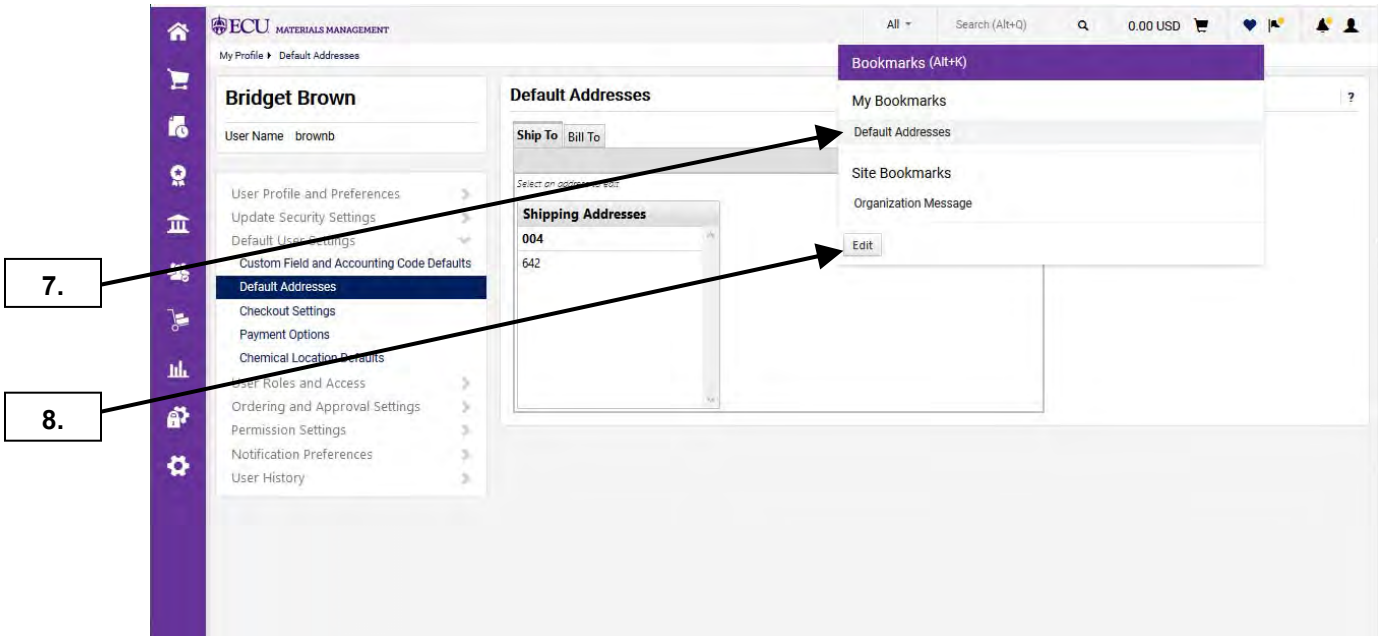 ECU MATERIALS MANAGEMENT
All
Search (Alt+Q)
0.00 USD
My Profile Default Addresses
Bookmarks (Alt+K)
Bridget Brown
User Name brownb
Default Addresses
?
Ship To Bill To
Select an address to edit
Shipping Addresses
004
642
My Bookmarks
Default Addresses
Site Bookmarks
Organization Message
Edit
User Profile and Preferences
Update Security Settings
Default User Settings
Custom Field and Accounting Code Defaults
Default Addresses
Checkout Settings
Payment Options
Chemical Location Defaults
User Roles and Access
Ordering and Approval Settings
Permission Settings
Notification Preferences
User History
7.
8.